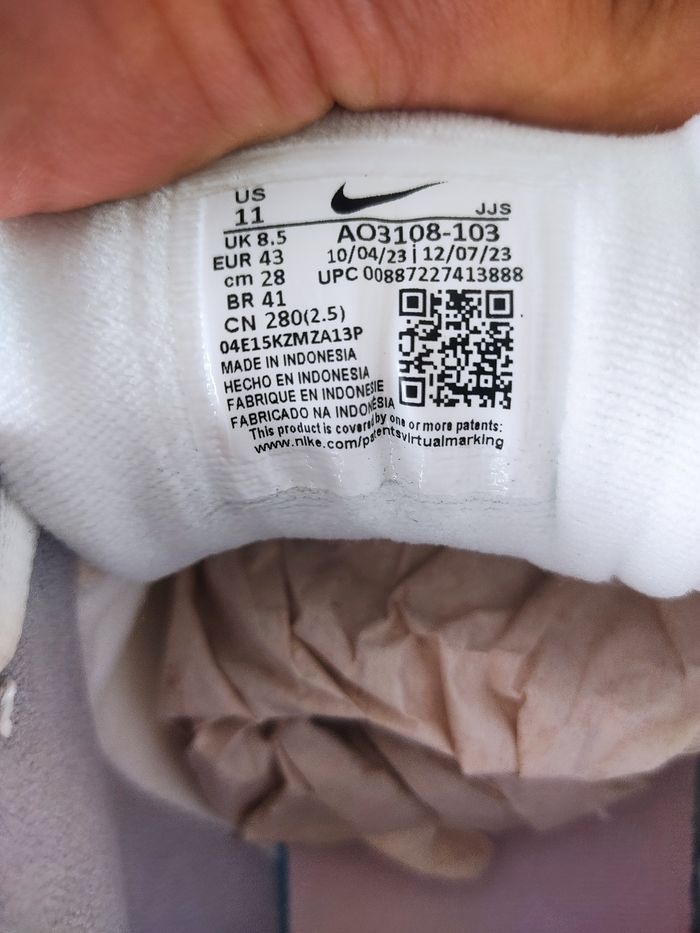 US
11
JJS
UK 8.5
AO3108-103
EUR 43
10/04/23 | 12/07/23
cm 28
UPC 00887227413888
BR 41
CN 280(2.5)
04E15KZMZA13P
MADE IN INDONESIA
HECHO EN INDONESIA
FABRIQUE EN INDONESIE
FABRICADO NA INDONÉSIA
This product is covered by one or more patents:
www.nike.com/patentsvirtualmarking